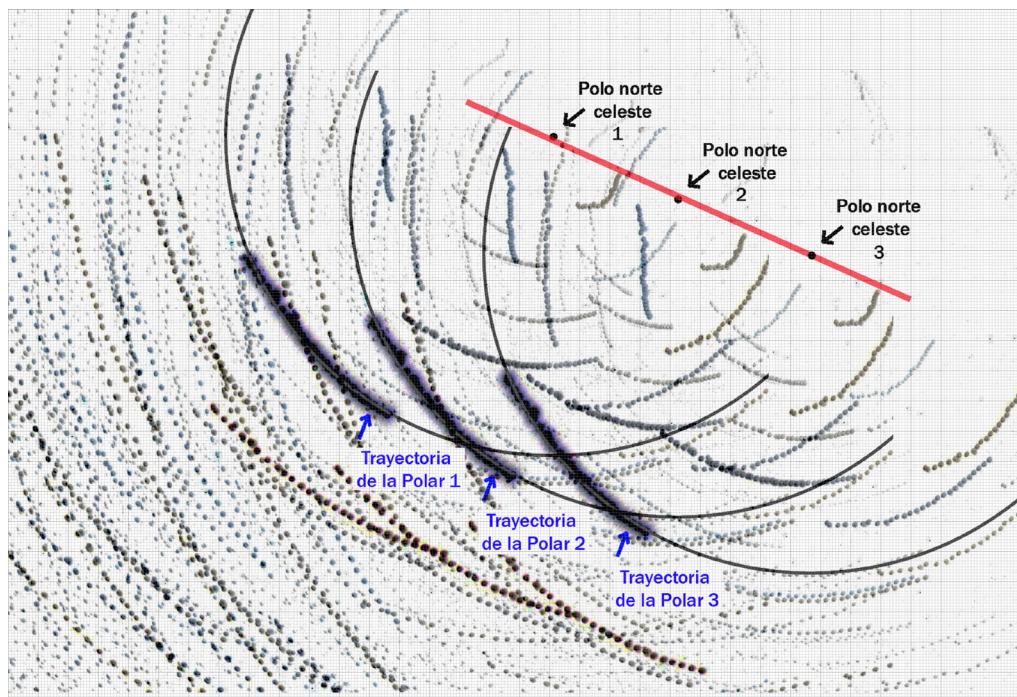 Polo norte
celeste
1
Polo norte
celeste
2
Polo norte
celeste
3
Trayectoria
de la Polar 1
Trayectoria
de la Polar 2
Trayectoria
de la Polar 3